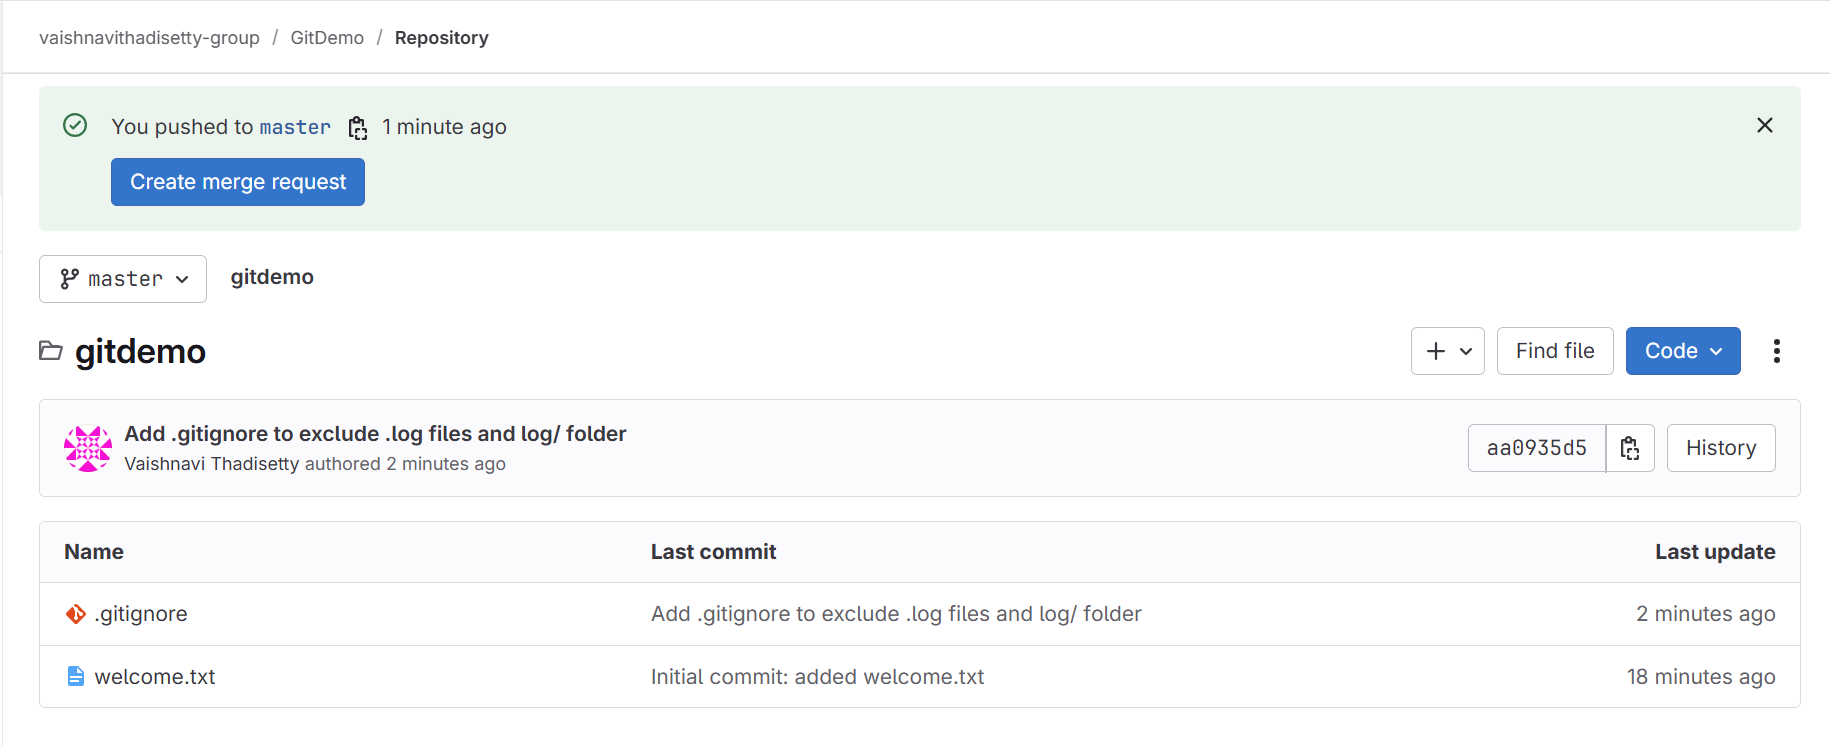 vaishnavithadisetty-group / GitDemo / Repository
You pushed to master 1 minute ago
Create merge request
master gitdemo
gitdemo
Find file Code
Add .gitignore to exclude .log files and log/ folder
Vaishnavi Thadisetty authored 2 minutes ago
aa0935d5 History
Name Last commit Last update
.gitignore Add .gitignore to exclude .log files and log/ folder 2 minutes ago
welcome.txt Initial commit: added welcome.txt 18 minutes ago